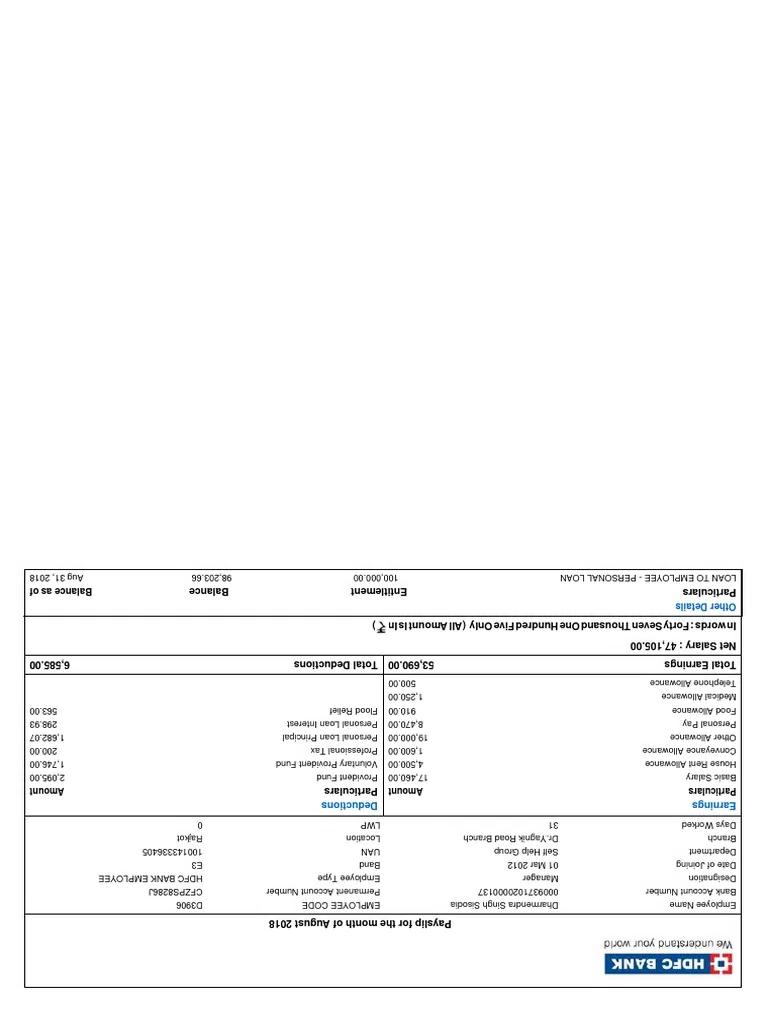 HDFC BANK
We understand your world
Payslip for the month of August 2018
Employee Name Dharmendra Singh Sisodia EMPLOYEE CODE D3906
Bank Account Number 00093710200000137 Permanent Account Number CFZPS8286J
Designation Manager Employee Type HDFC BANK EMPLOYEE
Date of Joining 01 Mar 2012 Band E3
Department Self Help Group UAN 100143336405
Branch Dr.Yagnik Road Branch Location Rajkot
Days Worked 31 LWP 0
Earnings Deductions
Particulars Amount Particulars Amount
Basic Salary 17,460.00 Provident Fund 2,095.00
House Rent Allowance 4,500.00 Voluntary Provident Fund 1,746.00
Conveyance Allowance 1,600.00 Professional Tax 200.00
Other Allowance 19,000.00 Personal Loan Principal 1,682.07
Personal Pay 8,470.00 Personal Loan Interest 298.93
Food Allowance 910.00 Flood Relief 563.00
Medical Allowance 1,250.00
Telephone Allowance 500.00
Total Earnings 53,690.00 Total Deductions 6,585.00
Net Salary : 47,105.00
Inwords : Forty Seven Thousand One Hundred Five Only ( All Amount Is In ₹ )
Other Details
Particulars Entitlement Balance Balance as of
LOAN TO EMPLOYEE - PERSONAL LOAN 100,000.00 98,203.66 Aug 31, 2018